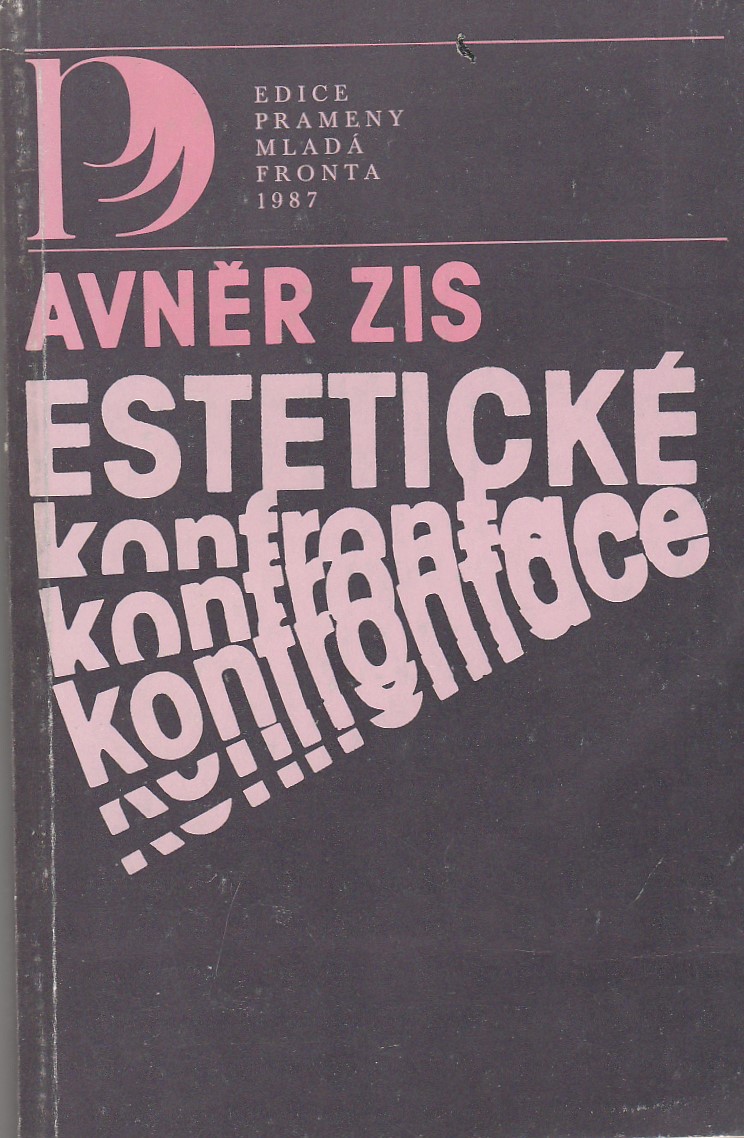 EDICE
PRAMENY
MLADÁ
FRONTA
1987
AVNĚR ZIS
ESTETICKÉ
konfrontace